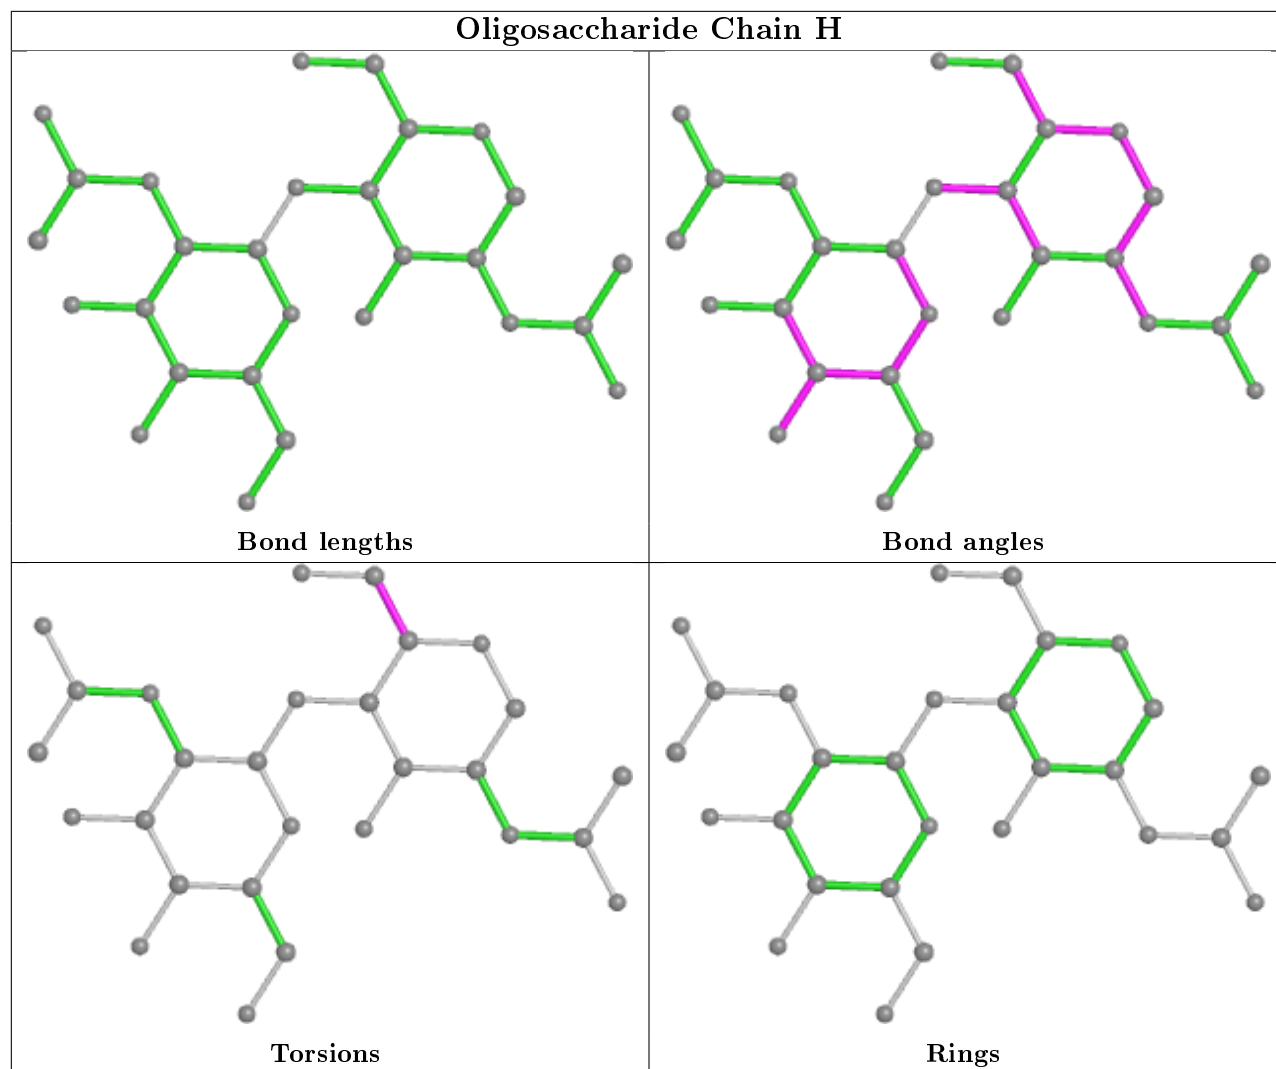 Oligosaccharide Chain H
Bond lengths
Bond angles
Torsions
Rings